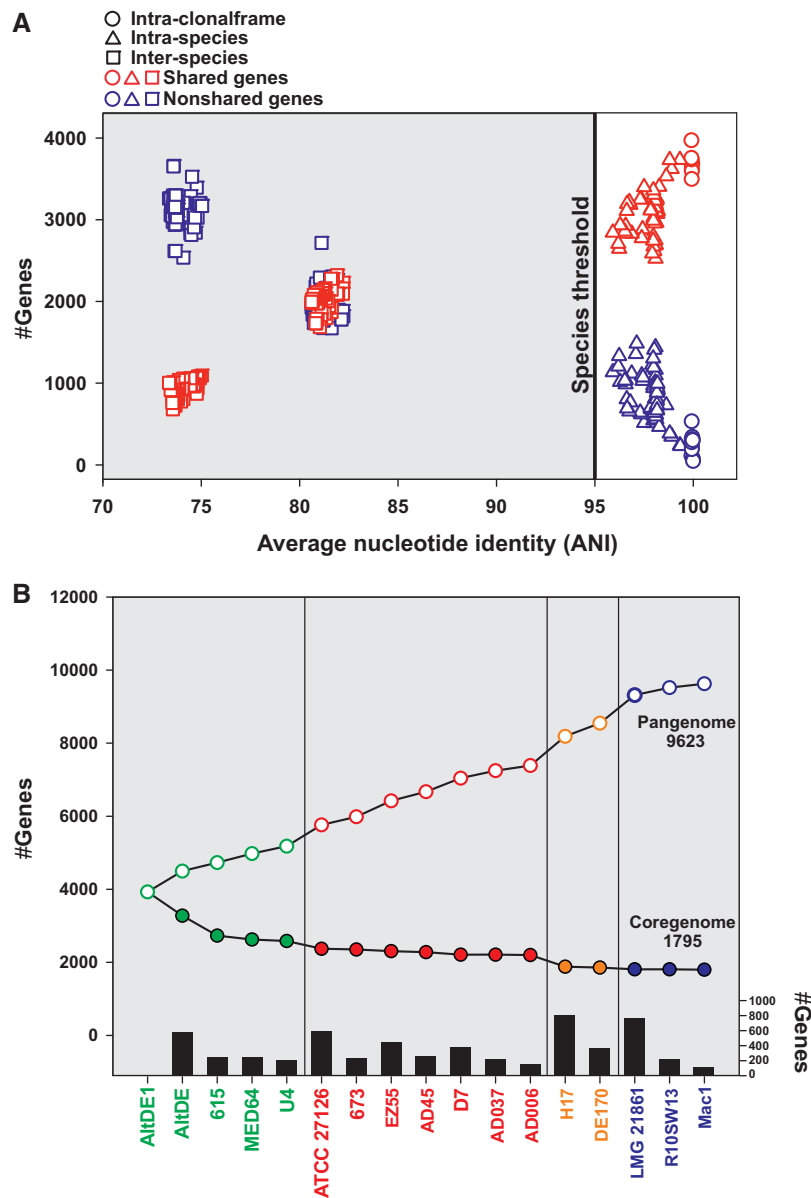 A
Intra-clonalframe
Intra-species
Inter-species
Shared genes
Nonshared genes
#Genes
4000
3000
2000
1000
0
Species threshold
70
75
80
85
90
95
100
Average nucleotide identity (ANI)
B
#Genes
12000
10000
8000
6000
4000
2000
0
Pangenome
9623
Coregenome
1795
1000
800
600
400
200
0
#Genes
AltDE1
AltDE
615
MED64
U4
ATCC 27126
673
EZ55
AD45
D7
AD037
AD006
H17
DE170
LMG 21861
R10SW13
Mac1